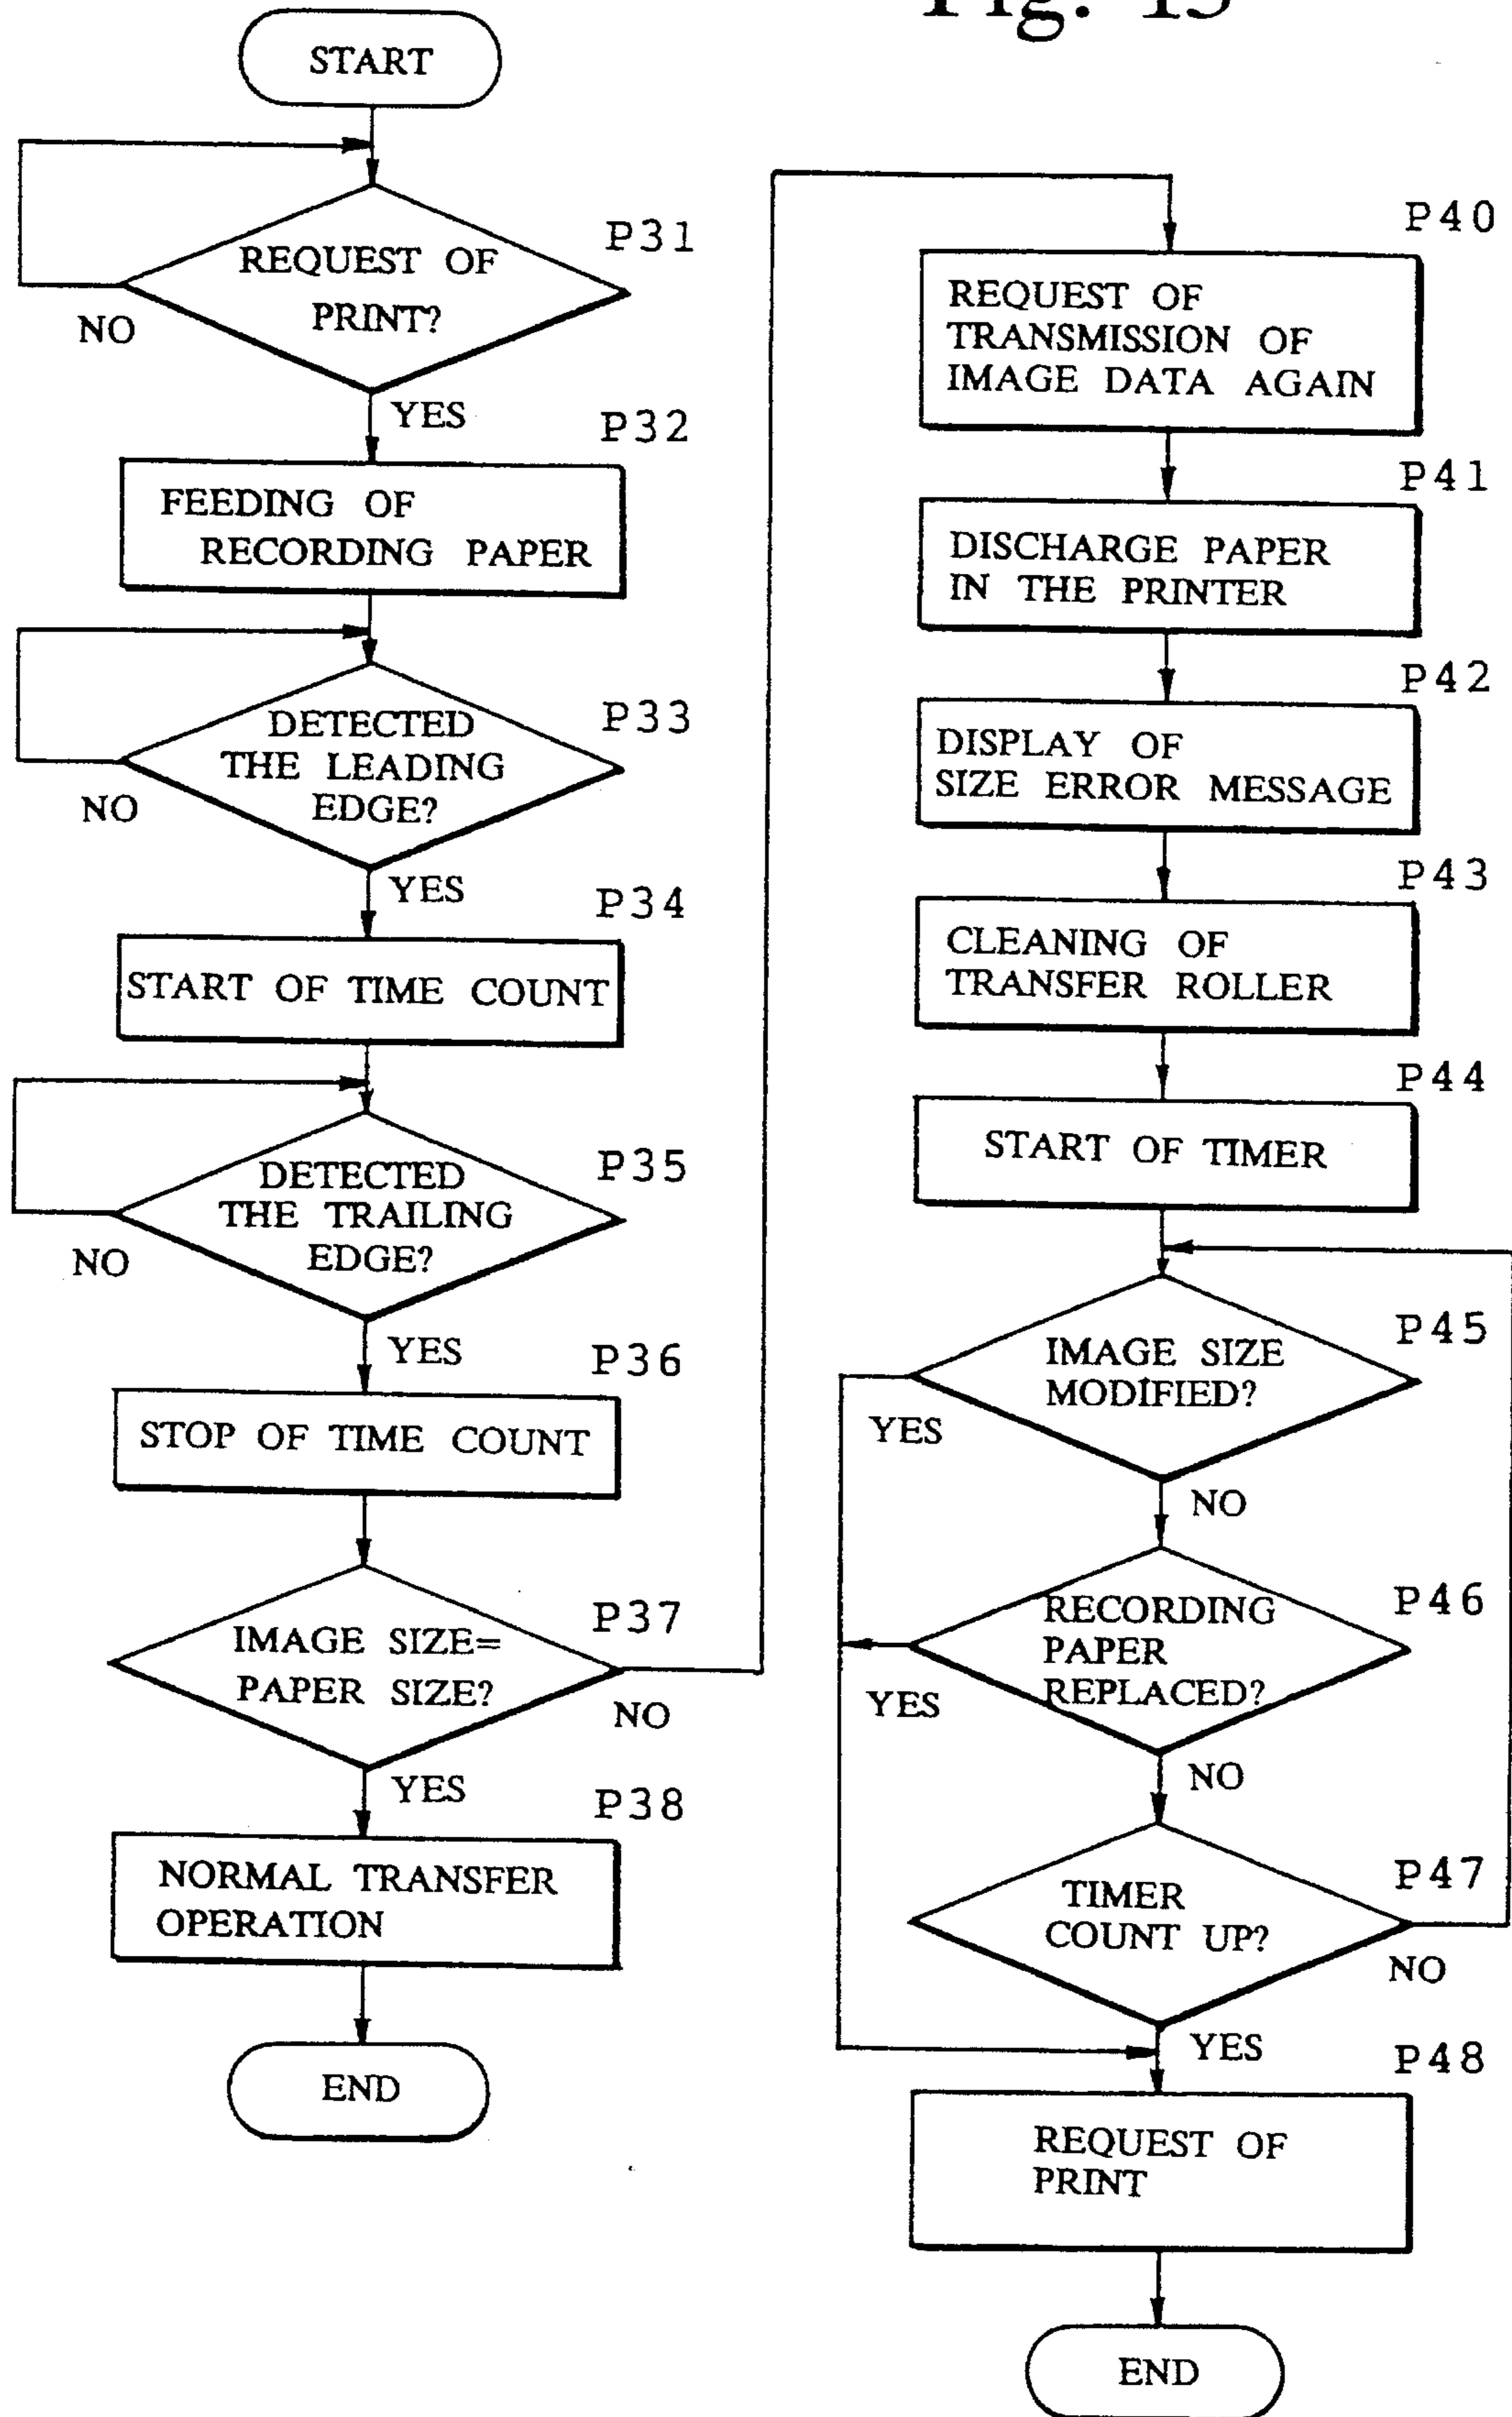 START
REQUEST OF
PRINT?
P31
NO
YES
P32
FEEDING OF
RECORDING PAPER
DETECTED
THE LEADING
EDGE?
P33
NO
YES
P34
START OF TIME COUNT
DETECTED
THE TRAILING
EDGE?
P35
NO
YES
P36
STOP OF TIME COUNT
IMAGE SIZE=
PAPER SIZE?
P37
NO
YES
P38
NORMAL TRANSFER
OPERATION
END
P40
REQUEST OF
TRANSMISSION OF
IMAGE DATA AGAIN
P41
DISCHARGE PAPER
IN THE PRINTER
P42
DISPLAY OF
SIZE ERROR MESSAGE
P43
CLEANING OF
TRANSFER ROLLER
P44
START OF TIMER
P45
IMAGE SIZE
MODIFIED?
YES
NO
P46
RECORDING
PAPER
REPLACED?
YES
NO
P47
TIMER
COUNT UP?
NO
YES
P48
REQUEST OF
PRINT
END